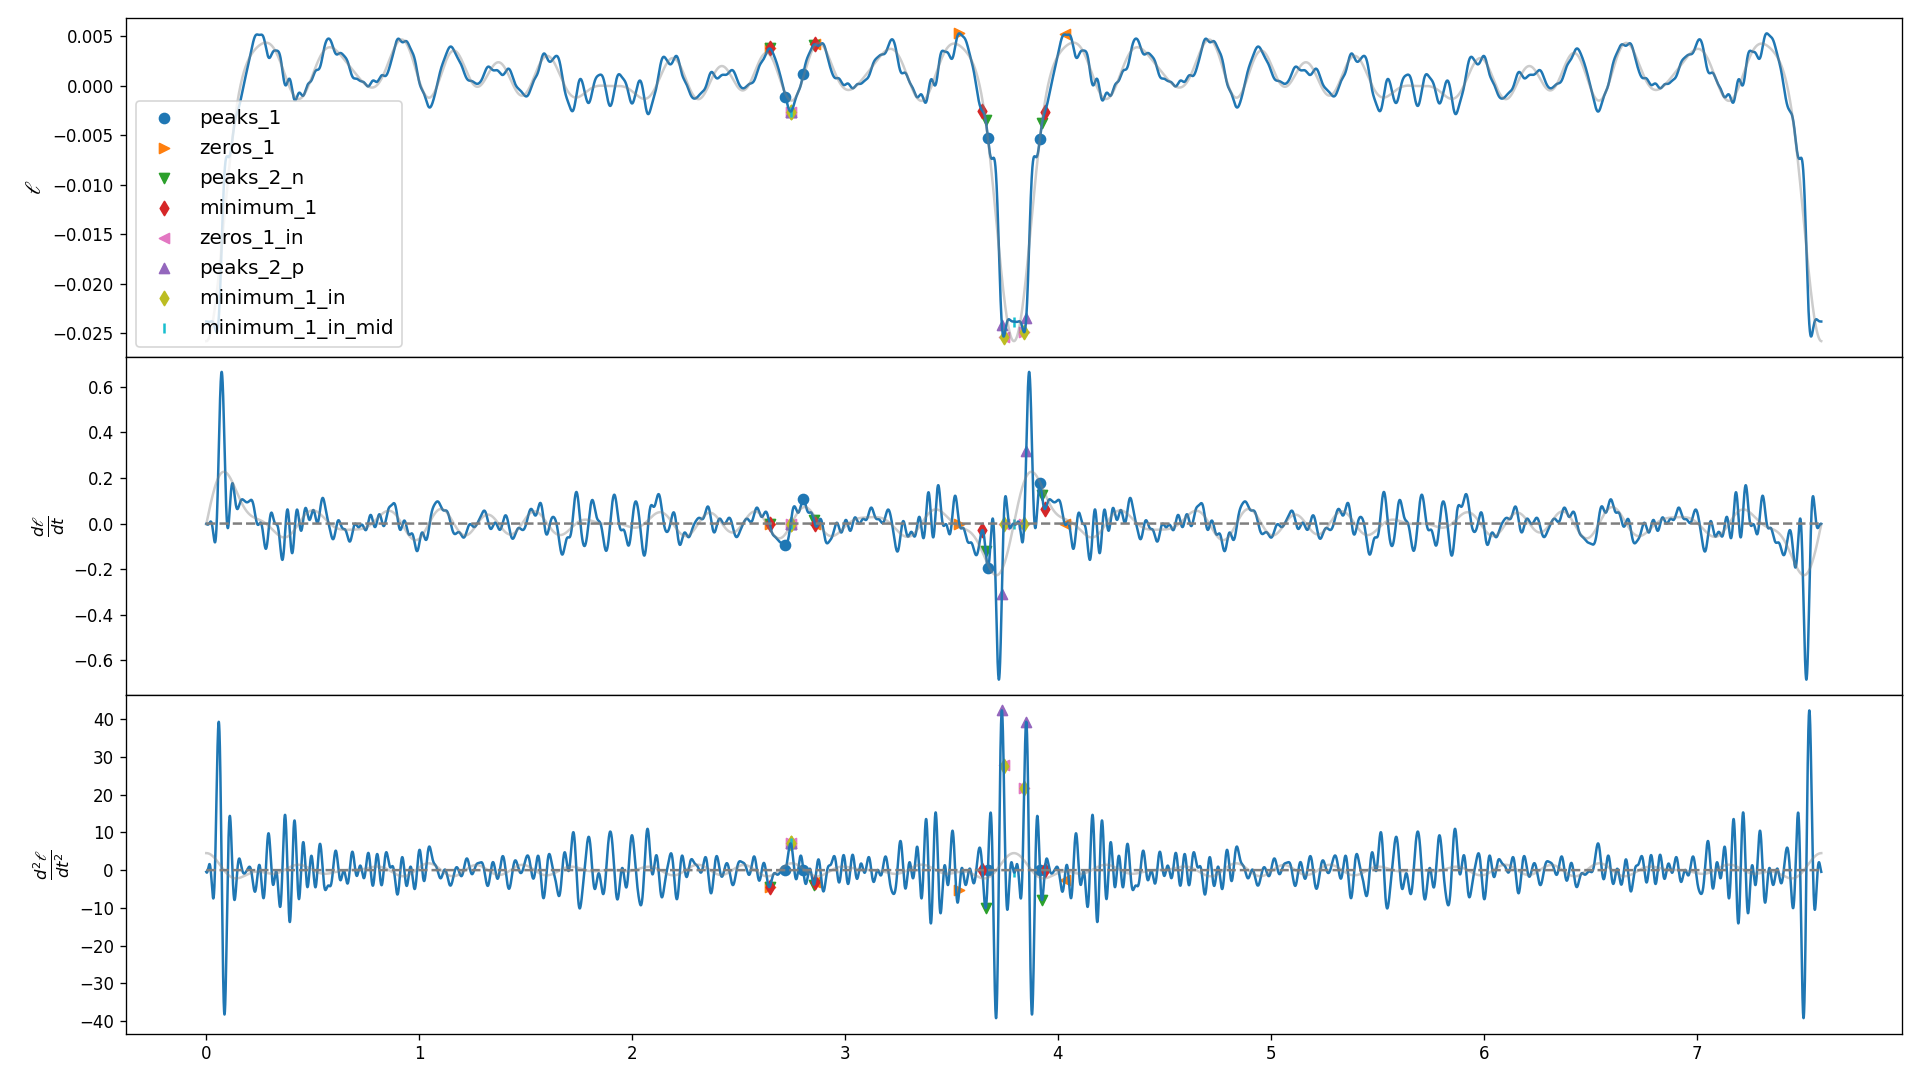 0.005
0.000
−0.005
−0.010
−0.015
−0.020
−0.025
ℓ
peaks_1
zeros_1
peaks_2_n
minimum_1
zeros_1_in
peaks_2_p
minimum_1_in
minimum_1_in_mid
0.6
0.4
0.2
0.0
−0.2
−0.4
−0.6
dℓ
dt
40
30
20
10
0
−10
−20
−30
−40
d²ℓ
dt²
0 1 2 3 4 5 6 7